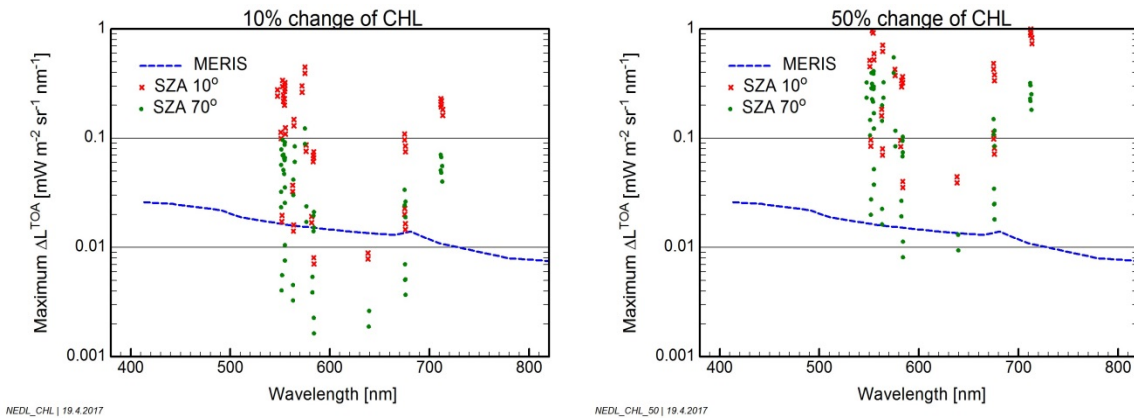 10% change of CHL
1
0.1
0.01
0.001
Maximum ΔL^TOA [mW m-2 sr-1 nm-1]
MERIS
SZA 10°
SZA 70°
400 500 600 700 800
Wavelength [nm]
NEDL_CHL | 19.4.2017
50% change of CHL
1
0.1
0.01
0.001
Maximum ΔL^TOA [mW m-2 sr-1 nm-1]
MERIS
SZA 10°
SZA 70°
400 500 600 700 800
Wavelength [nm]
NEDL_CHL_50 | 19.4.2017